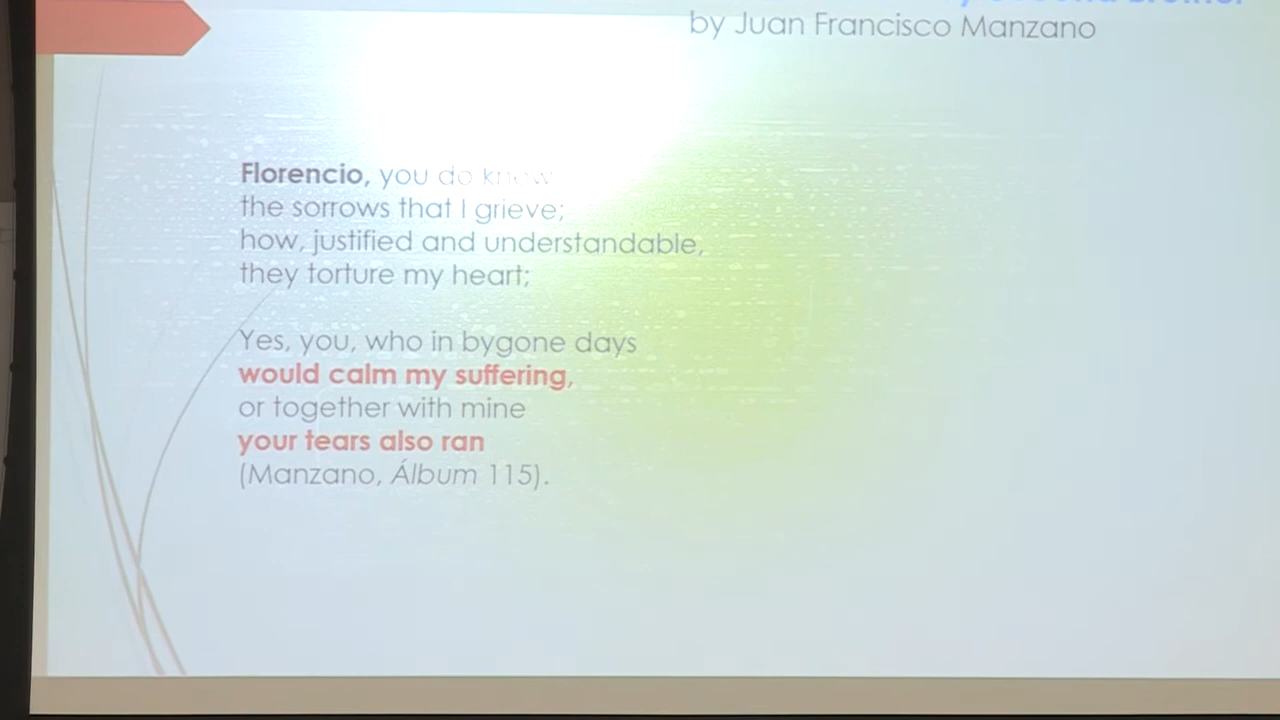 by Juan Francisco Manzano
Florencio, you do know
the sorrows that I grieve;
how, justified and understandable,
they torture my heart;
Yes, you, who in bygone days
would calm my suffering,
or together with mine
your tears also ran
(Manzano, Álbum 115).